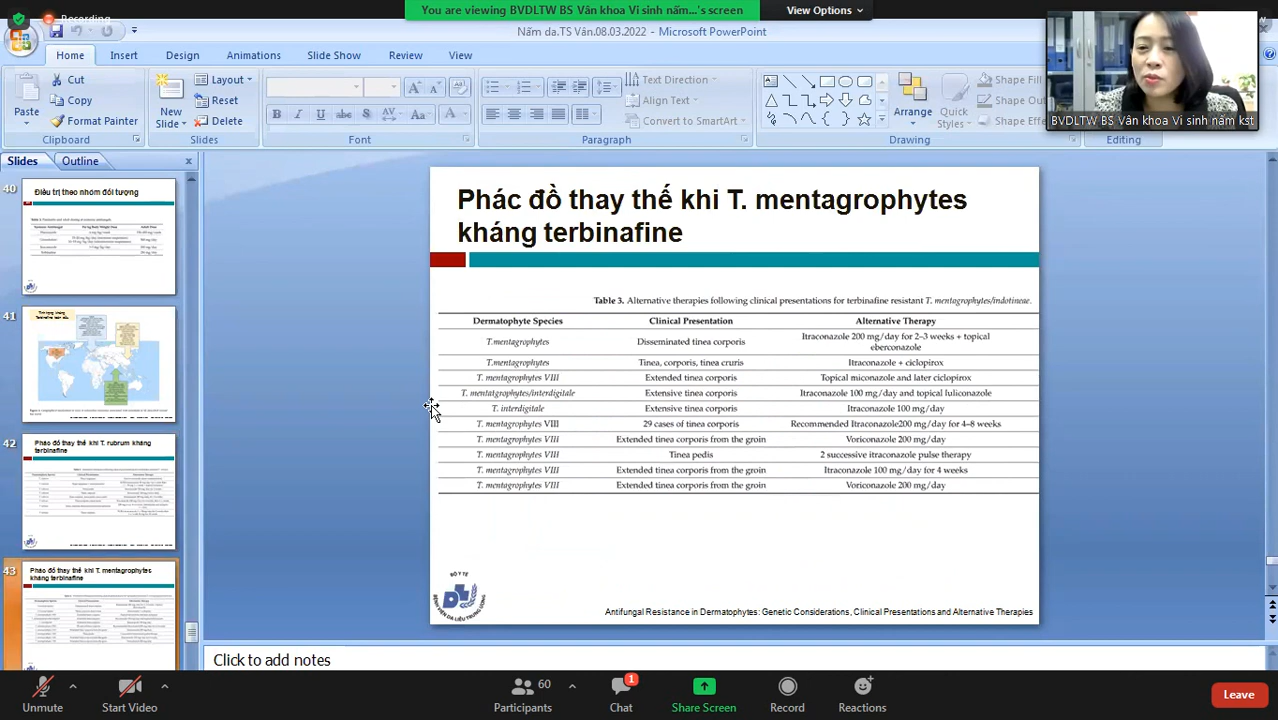 Recording
You are viewing BVDLTW BS Vân khoa Vi sinh nấm...'s screen
View Options
Nấm da.TS Vân.08.03.2022 - Microsoft PowerPoint
Home Insert Design Animations Slide Show Review View
Cut
Copy
Format Painter
Paste
Clipboard
New
Slide
Layout
Reset
Delete
Slides
Font
Text Direction
Align Text
Convert to SmartArt
Paragraph
Arrange
Quick
Styles
Shape Fill
Shape
Drawing
Editing
BVDLTW BS Vân khoa Vi sinh nấm kst
Slides Outline
40
Điều trị theo nhóm đối tượng
41
42
Phác đồ thay thế khi T. rubrum kháng
terbinafine
43
Phác đồ thay thế khi T. mentagrophytes
kháng terbinafine
Phác đồ thay thế khi T. mentagrophytes
kháng terbinafine
Table 3. Alternative therapies following clinical presentations for terbinafine resistant T. mentagrophytes/indotineae.
Dermatophyte Species Clinical Presentation Alternative Therapy
T.mentagrophytes Disseminated tinea corporis Itraconazole 200 mg/day for 2–3 weeks + topical
eberconazole
T.mentagrophytes Tinea, corporis, tinea cruris Itraconazole + ciclopirox
T. mentagrophytes VIII Extended tinea corporis Topical miconazole and later ciclopirox
T. mentatgrophytes/interdigitale Extensive tinea corporis Itraconazole 100 mg/day and topical luliconazole
T. interdigitale Extensive tinea corporis Itraconazole 100 mg/day
T. mentagrophytes VIII 29 cases of tinea corporis Recommended Itraconazole200 mg/day for 4–8 weeks
T. mentagrophytes VIII Extended tinea corporis from the groin Voriconazole 200 mg/day
T. mentagrophytes VIII Tinea pedis 2 successive itraconazole pulse therapy
T. mentagrophytes VIII Extended tinea corporis from the groin Itraconazole 100 mg/day for 4 weeks
T. mentagrophytes VIII Extended tinea corporis from the groin Voriconazole 200 mg/day
BỘ Y TẾ
Antifungal Resistance in Dermatophytes: Genetic Clinical Presentations and Alternative Therapies
Click to add notes
Unmute
Start Video
60
Participants
1
Chat
Share Screen
Record
Reactions
Leave